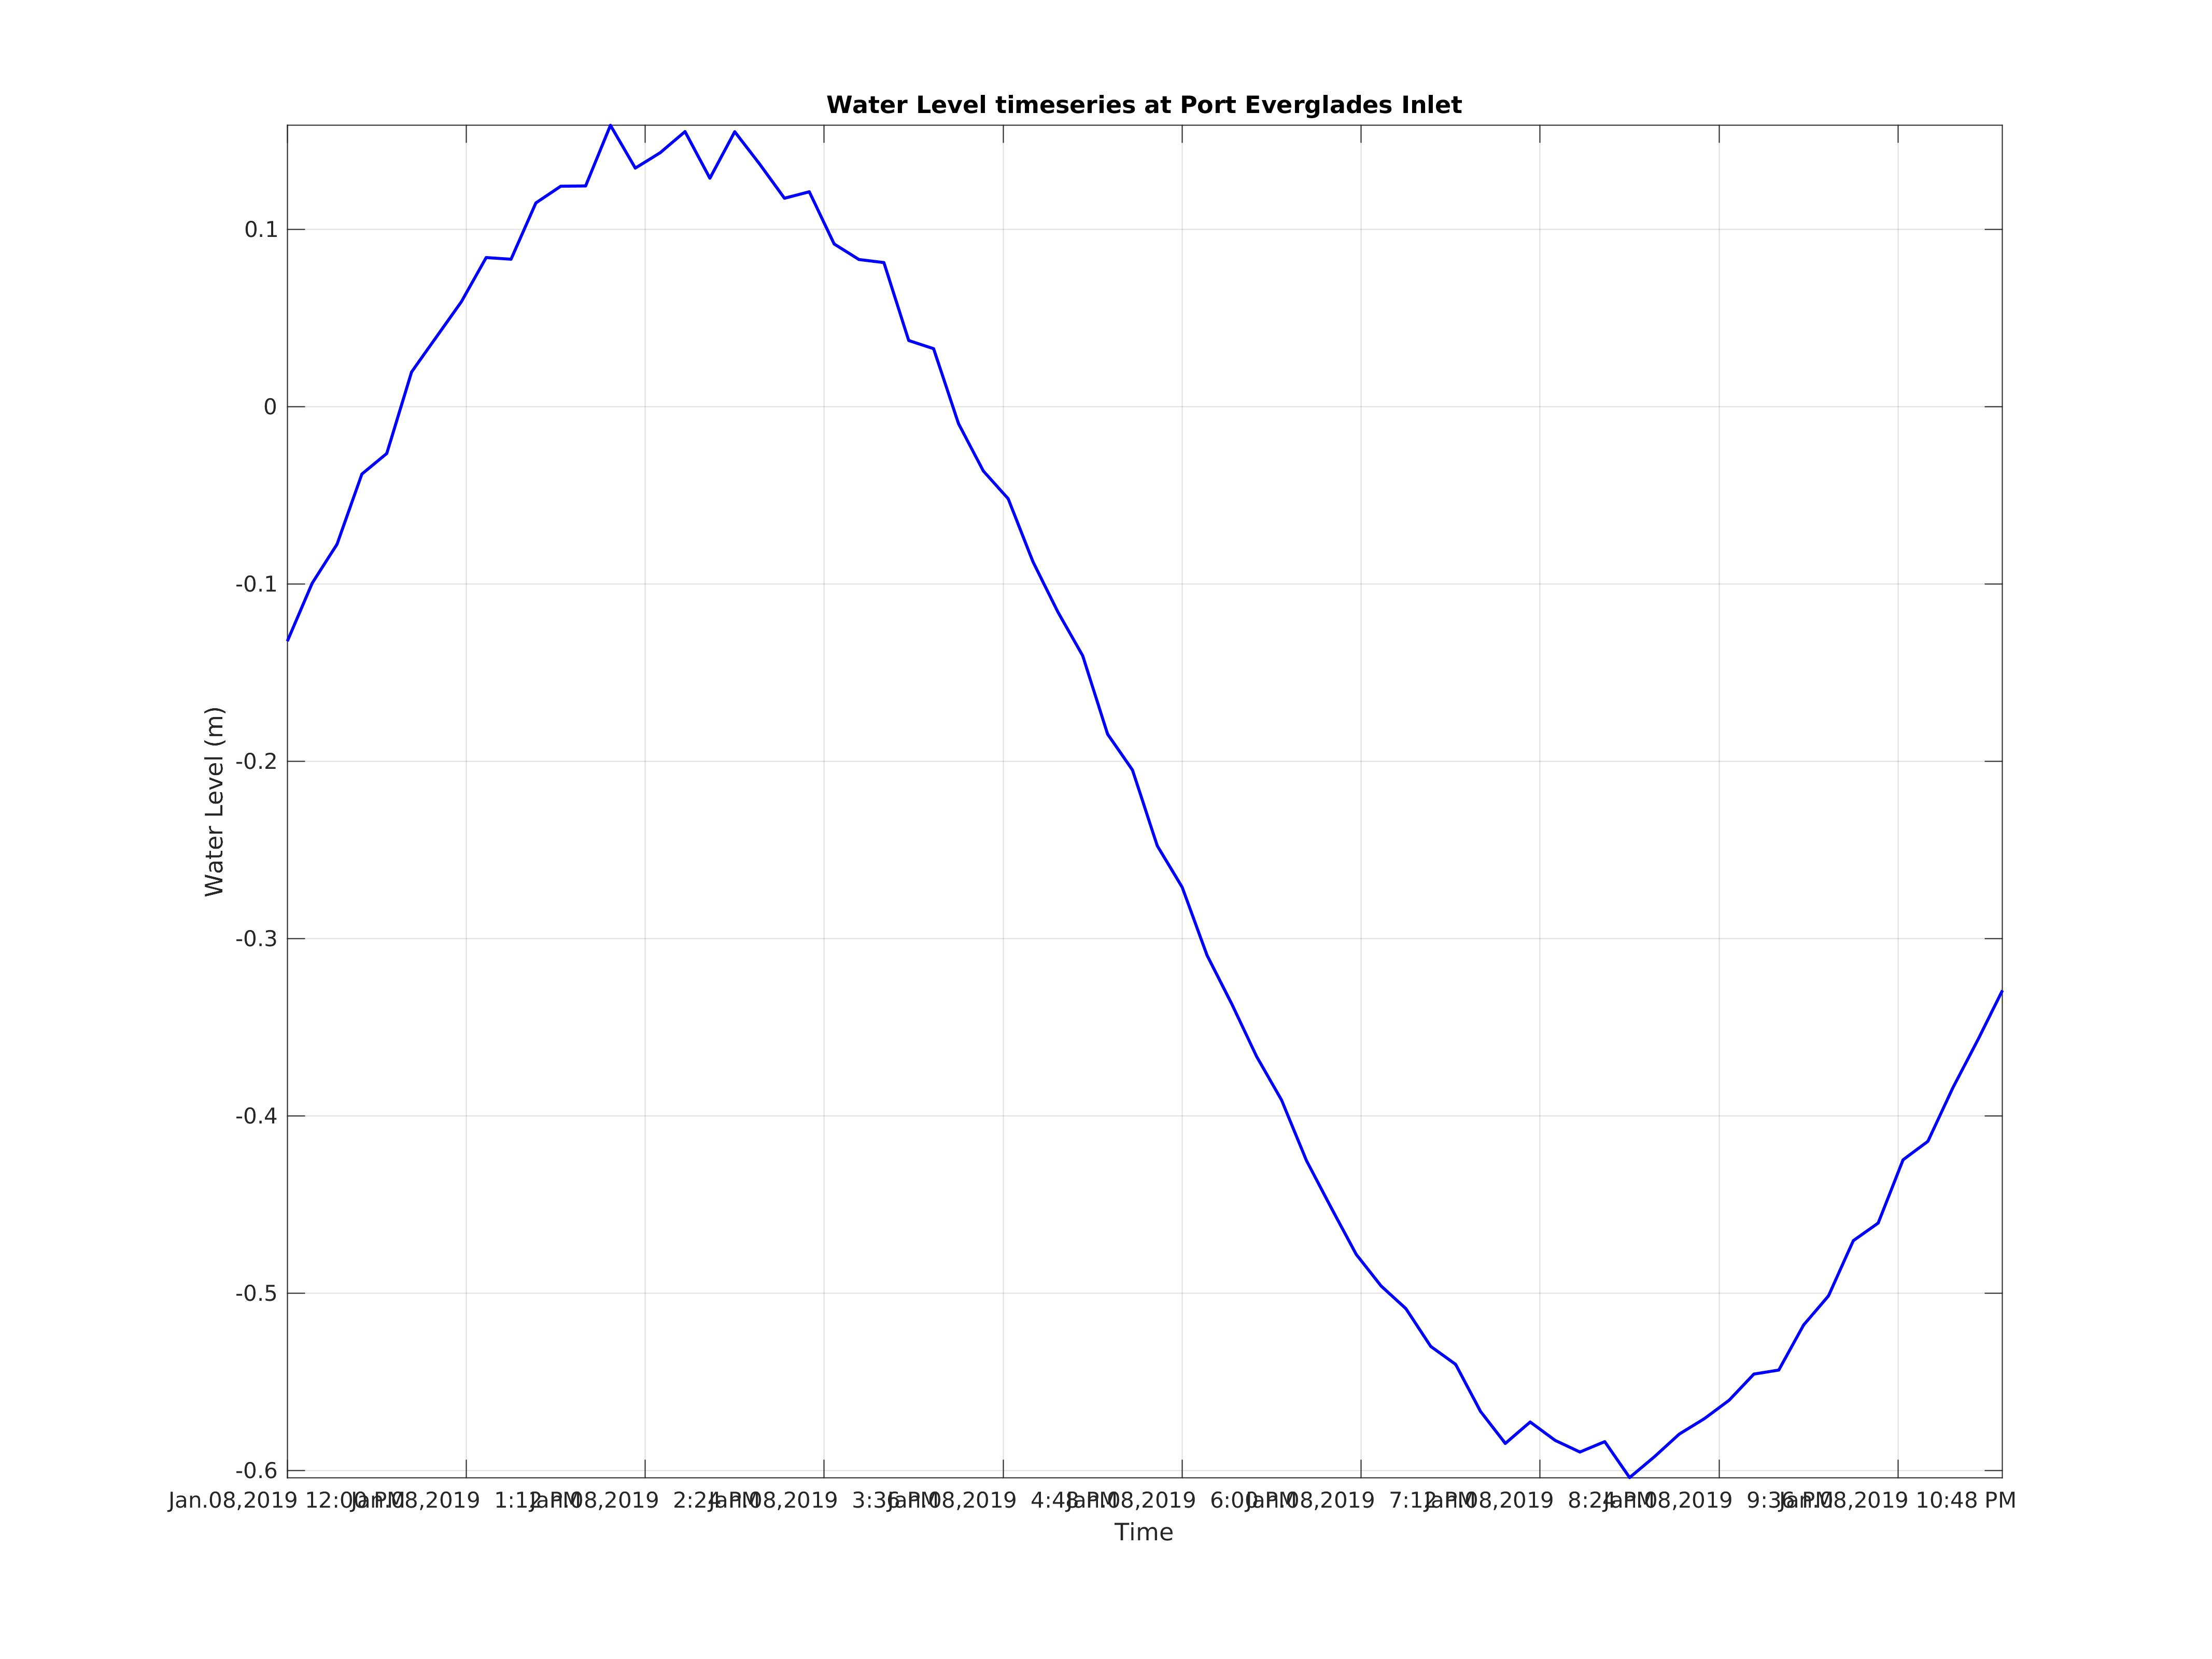 Water Level timeseries at Port Everglades Inlet
0.1
0
-0.1
-0.2
-0.3
-0.4
-0.5
-0.6
Water Level (m)
Jan.08,2019 12:00 PM
Jan.08,2019 1:12 PM
Jan.08,2019 2:24 PM
Jan.08,2019 3:36 PM
Jan.08,2019 4:48 PM
Jan.08,2019 6:00 PM
Jan.08,2019 7:12 PM
Jan.08,2019 8:24 PM
Jan.08,2019 9:36 PM
Jan.08,2019 10:48 PM
Time